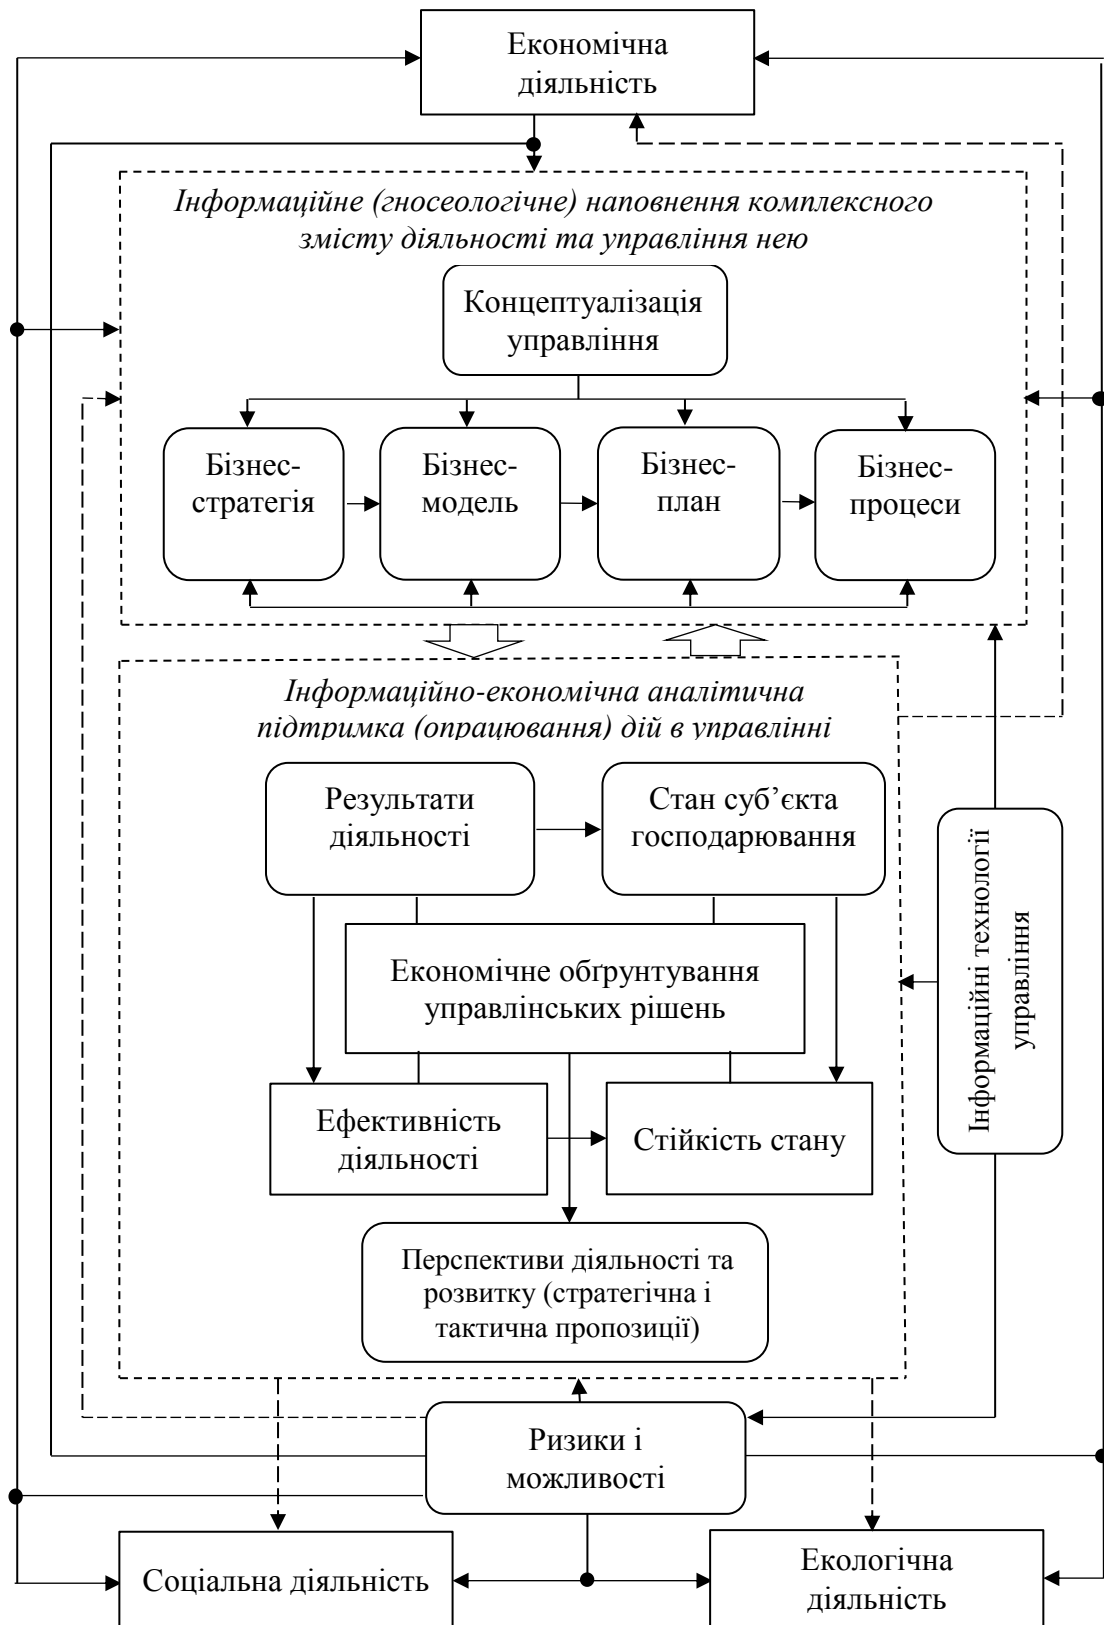 Економічна
діяльність
Інформаційне (гносеологічне) наповнення комплексного
змісту діяльності та управління нею
Концептуалізація
управління
Бізнес-
стратегія
Бізнес-
модель
Бізнес-
план
Бізнес-
процеси
Інформаційно-економічна аналітична
підтримка (опрацювання) дій в управлінні
Результати
діяльності
Стан суб’єкта
господарювання
Економічне обґрунтування
управлінських рішень
Ефективність
діяльності
Стійкість стану
Перспективи діяльності та
розвитку (стратегічна і
тактична пропозиції)
Інформаційні технології
управління
Ризики і
можливості
Соціальна діяльність
Екологічна
діяльність